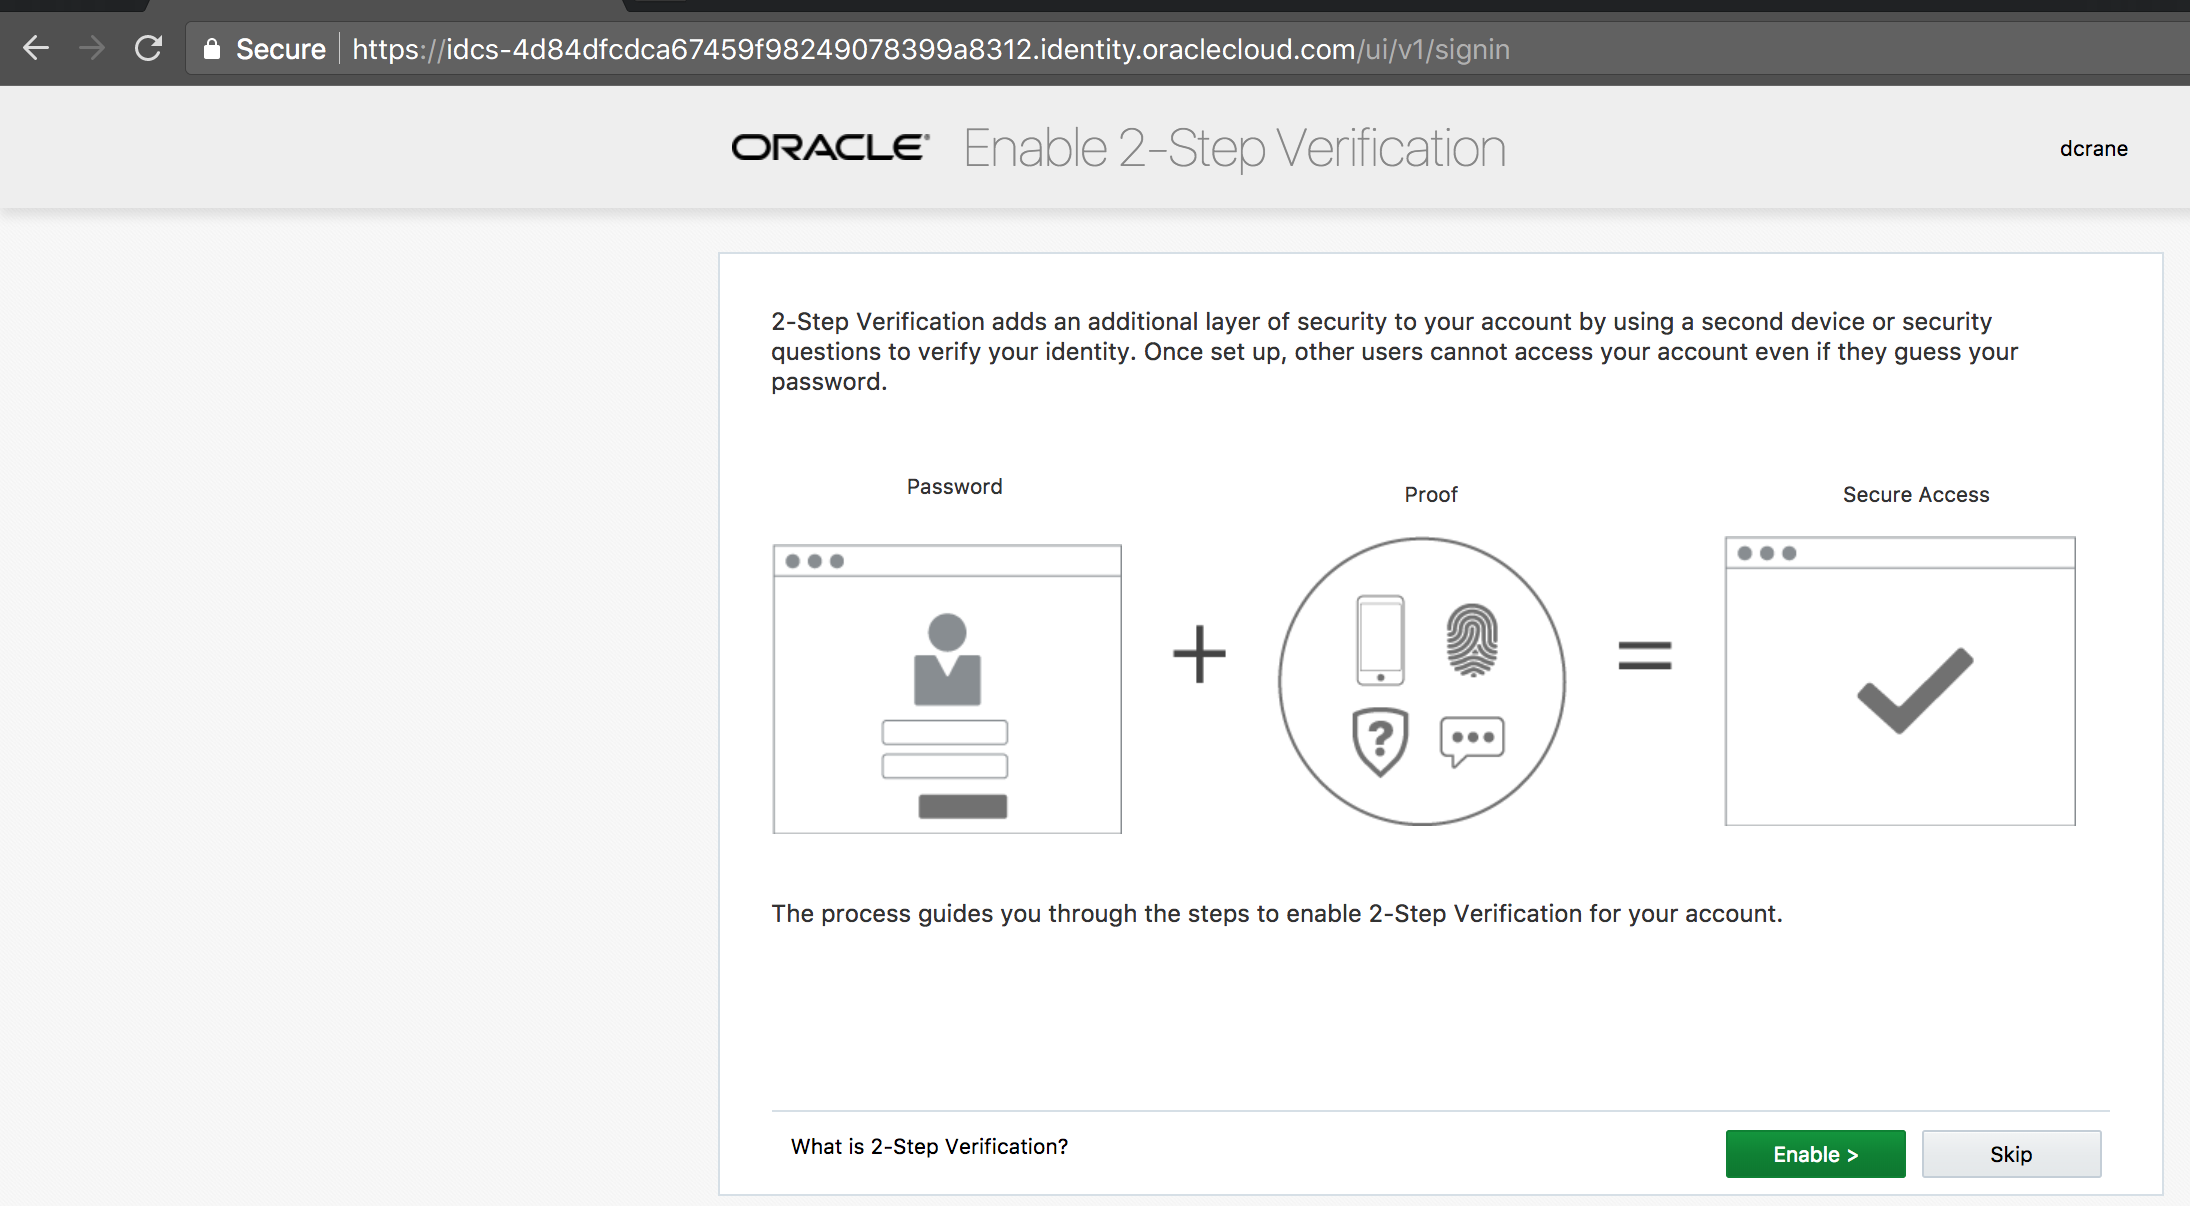 Secure https://idcs-4d84dfcdca67459f98249078399a8312.identity.oraclecloud.com/ui/v1/signin
ORACLE® Enable 2-Step Verification
dcrane
2-Step Verification adds an additional layer of security to your account by using a second device or security
questions to verify your identity. Once set up, other users cannot access your account even if they guess your
password.
Password
Proof
Secure Access
?
The process guides you through the steps to enable 2-Step Verification for your account.
What is 2-Step Verification?
Enable >
Skip